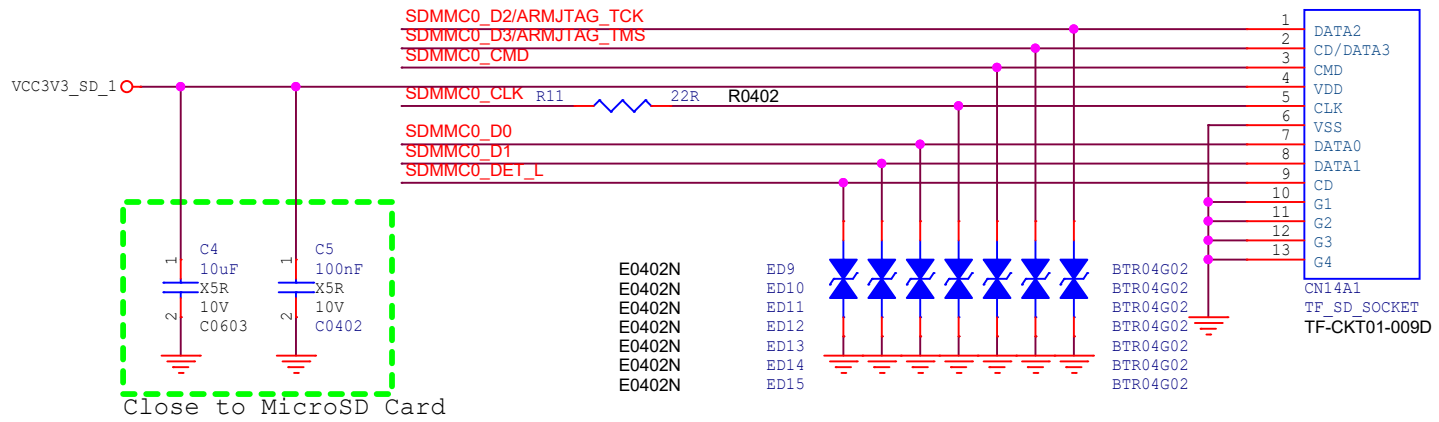 SDMMC0_D2/ARMJTAG_TCK
SDMMC0_D3/ARMJTAG_TMS
SDMMC0_CMD
VCC3V3_SD_1
SDMMC0_CLK R11 22R R0402
SDMMC0_D0
SDMMC0_D1
SDMMC0_DET_L
1 DATA2
2 CD/DATA3
3 CMD
4 VDD
5 CLK
6 VSS
7 DATA0
8 DATA1
9 CD
10 G1
11 G2
12 G3
13 G4
CN14A1
TF_SD_SOCKET
TF-CKT01-009D
C4
1
10uF
X5R
10V
2
C0603
C5
1
100nF
X5R
10V
2
C0402
E0402N ED9 BTR04G02
E0402N ED10 BTR04G02
E0402N ED11 BTR04G02
E0402N ED12 BTR04G02
E0402N ED13 BTR04G02
E0402N ED14 BTR04G02
E0402N ED15 BTR04G02
Close to MicroSD Card